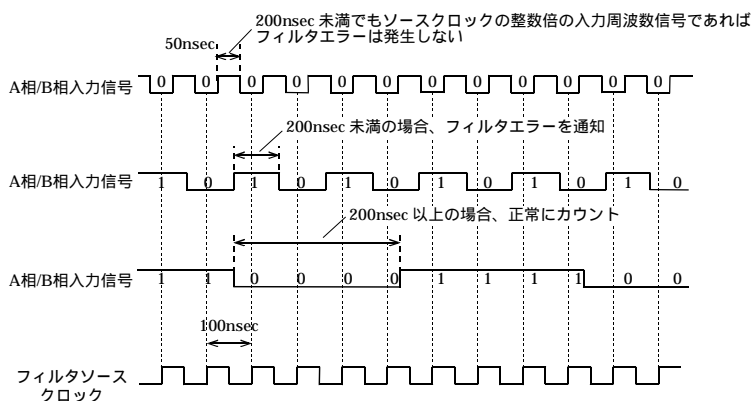 200nsec 未満でもソースクロックの整数倍の入力周波数信号であれば
フィルタエラーは発生しない
50nsec
A相/B相入力信号
0 0 0 0 0 0 0 0 0 0 0 0
200nsec 未満の場合、フィルタエラーを通知
A相/B相入力信号
1 0 1 0 1 0 1 0 1 0 1 0
200nsec 以上の場合、正常にカウント
A相/B相入力信号
1 1 0 0 0 0 1 1 1 1 0 0
100nsec
フィルタソース
クロック